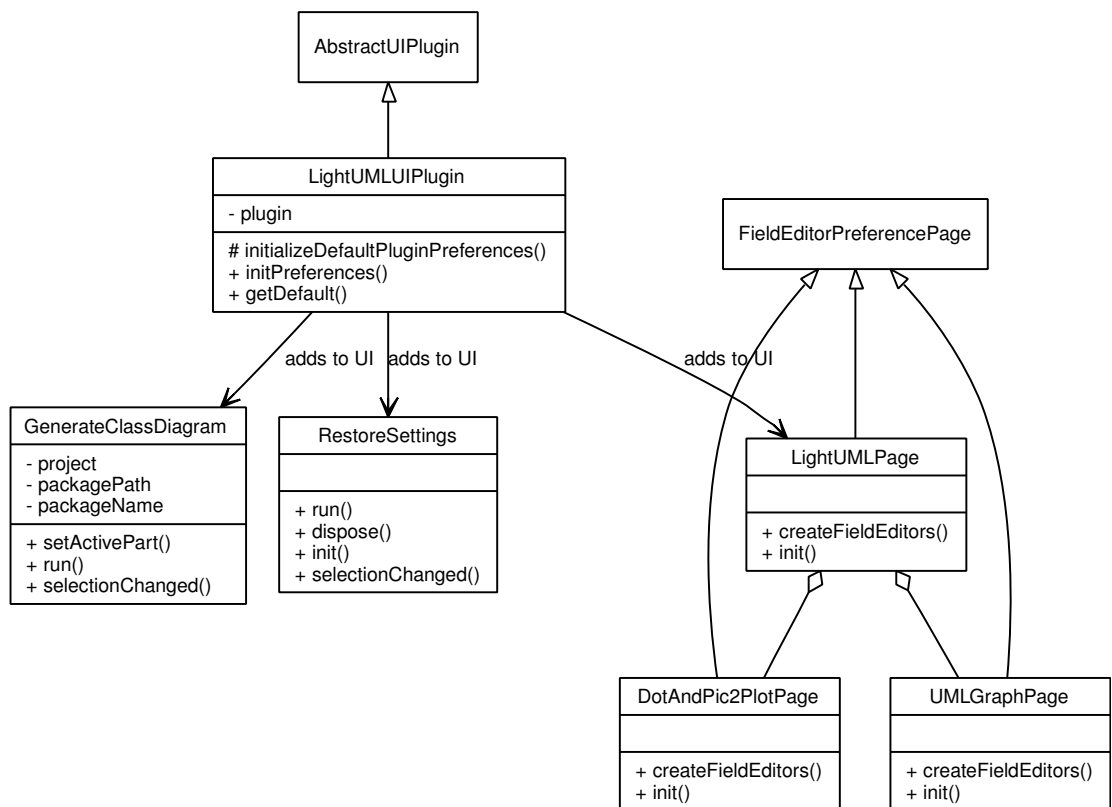 AbstractUIPlugin
LightUMLUIPlugin
- plugin
# initializeDefaultPluginPreferences()
+ initPreferences()
+ getDefault()
FieldEditorPreferencePage
adds to UI
adds to UI
adds to UI
GenerateClassDiagram
- project
- packagePath
- packageName
+ setActivePart()
+ run()
+ selectionChanged()
RestoreSettings
+ run()
+ dispose()
+ init()
+ selectionChanged()
LightUMLPage
+ createFieldEditors()
+ init()
DotAndPic2PlotPage
+ createFieldEditors()
+ init()
UMLGraphPage
+ createFieldEditors()
+ init()